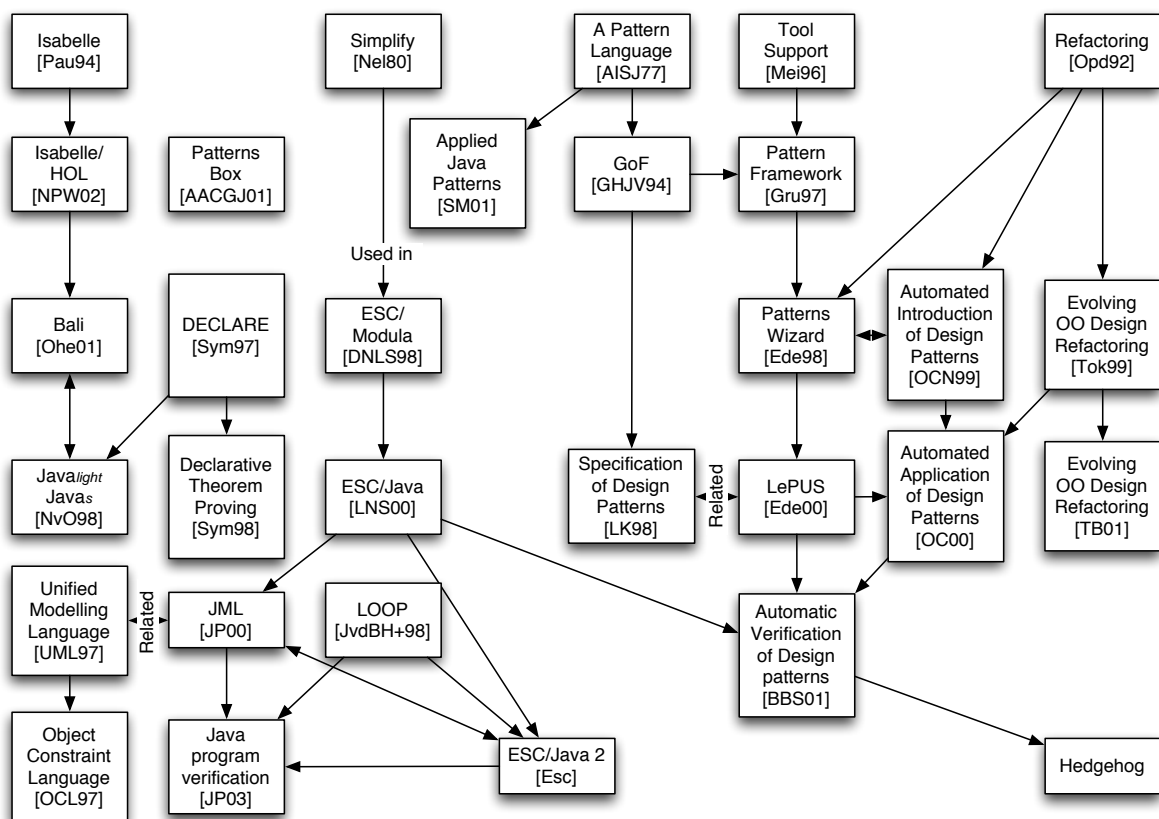 Isabelle
[Pau94]
Simplify
[Nel80]
A Pattern
Language
[AISJ77]
Tool
Support
[Mei96]
Refactoring
[Opd92]
Isabelle/
HOL
[NPW02]
Patterns
Box
[AACGJ01]
Applied
Java
Patterns
[SM01]
GoF
[GHJV94]
Pattern
Framework
[Gru97]
Used in
Bali
[Ohe01]
DECLARE
[Sym97]
ESC/
Modula
[DNLS98]
Patterns
Wizard
[Ede98]
Automated
Introduction
of Design
Patterns
[OCN99]
Evolving
OO Design
Refactoring
[Tok99]
Javalight
Javas
[NvO98]
Declarative
Theorem
Proving
[Sym98]
ESC/Java
[LNS00]
Specification
of Design
Patterns
[LK98]
Related
LePUS
[Ede00]
Automated
Application
of Design
Patterns
[OC00]
Evolving
OO Design
Refactoring
[TB01]
Unified
Modelling
Language
[UML97]
Related
JML
[JP00]
LOOP
[JvdBH+98]
Automatic
Verification
of Design
patterns
[BBS01]
Object
Constraint
Language
[OCL97]
Java
program
verification
[JP03]
ESC/Java 2
[Esc]
Hedgehog